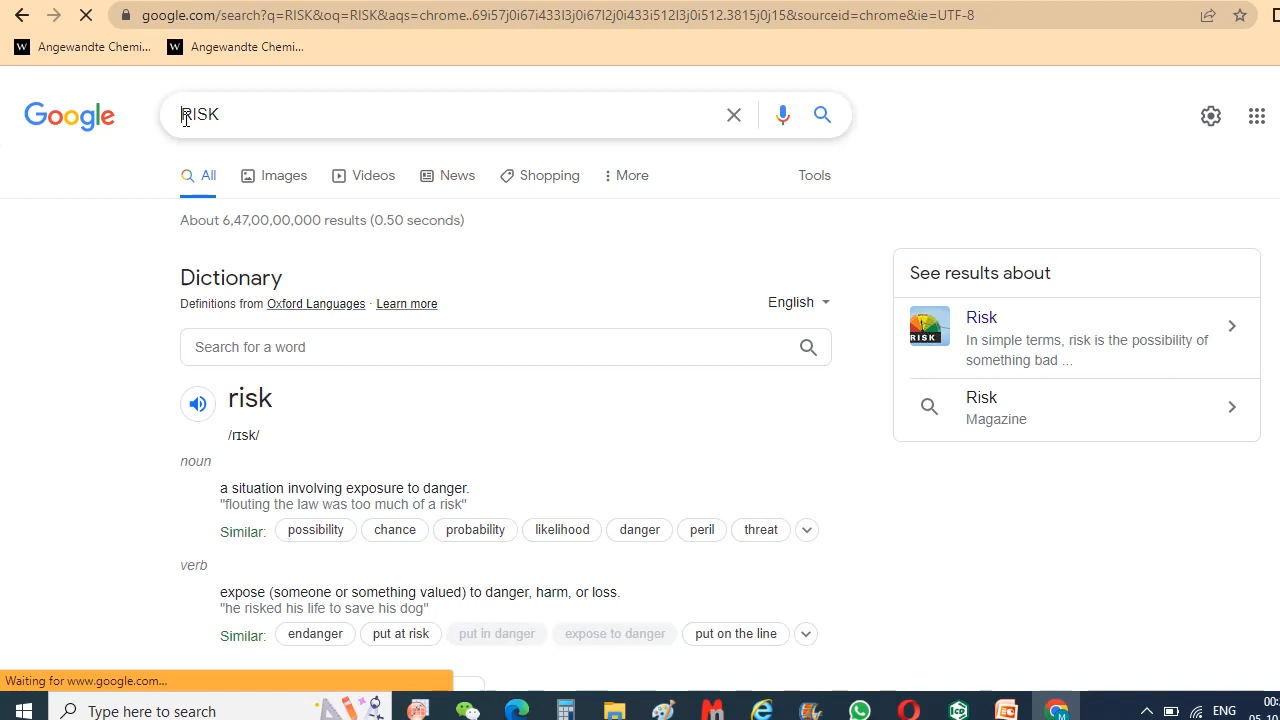 google.com/search?q=RISK&oq=RISK&aqs=chrome..69i57j0i67i433l3j0i67l2j0i433i512l3j0i512.3815j0j15&sourceid=chrome&ie=UTF-8
Angewandte Chemi... Angewandte Chemi...
Google RISK
All Images Videos News Shopping More Tools
About 6,47,00,00,000 results (0.50 seconds)
Dictionary
Definitions from Oxford Languages · Learn more
English
Search for a word
risk
/rɪsk/
noun
a situation involving exposure to danger.
"flouting the law was too much of a risk"
Similar: possibility chance probability likelihood danger peril threat
verb
expose (someone or something valued) to danger, harm, or loss.
"he risked his life to save his dog"
Similar: endanger put at risk put in danger expose to danger put on the line
See results about
RISK
Risk
In simple terms, risk is the possibility of
something bad ...
Risk
Magazine
Waiting for www.google.com...
Type here to search
ENG